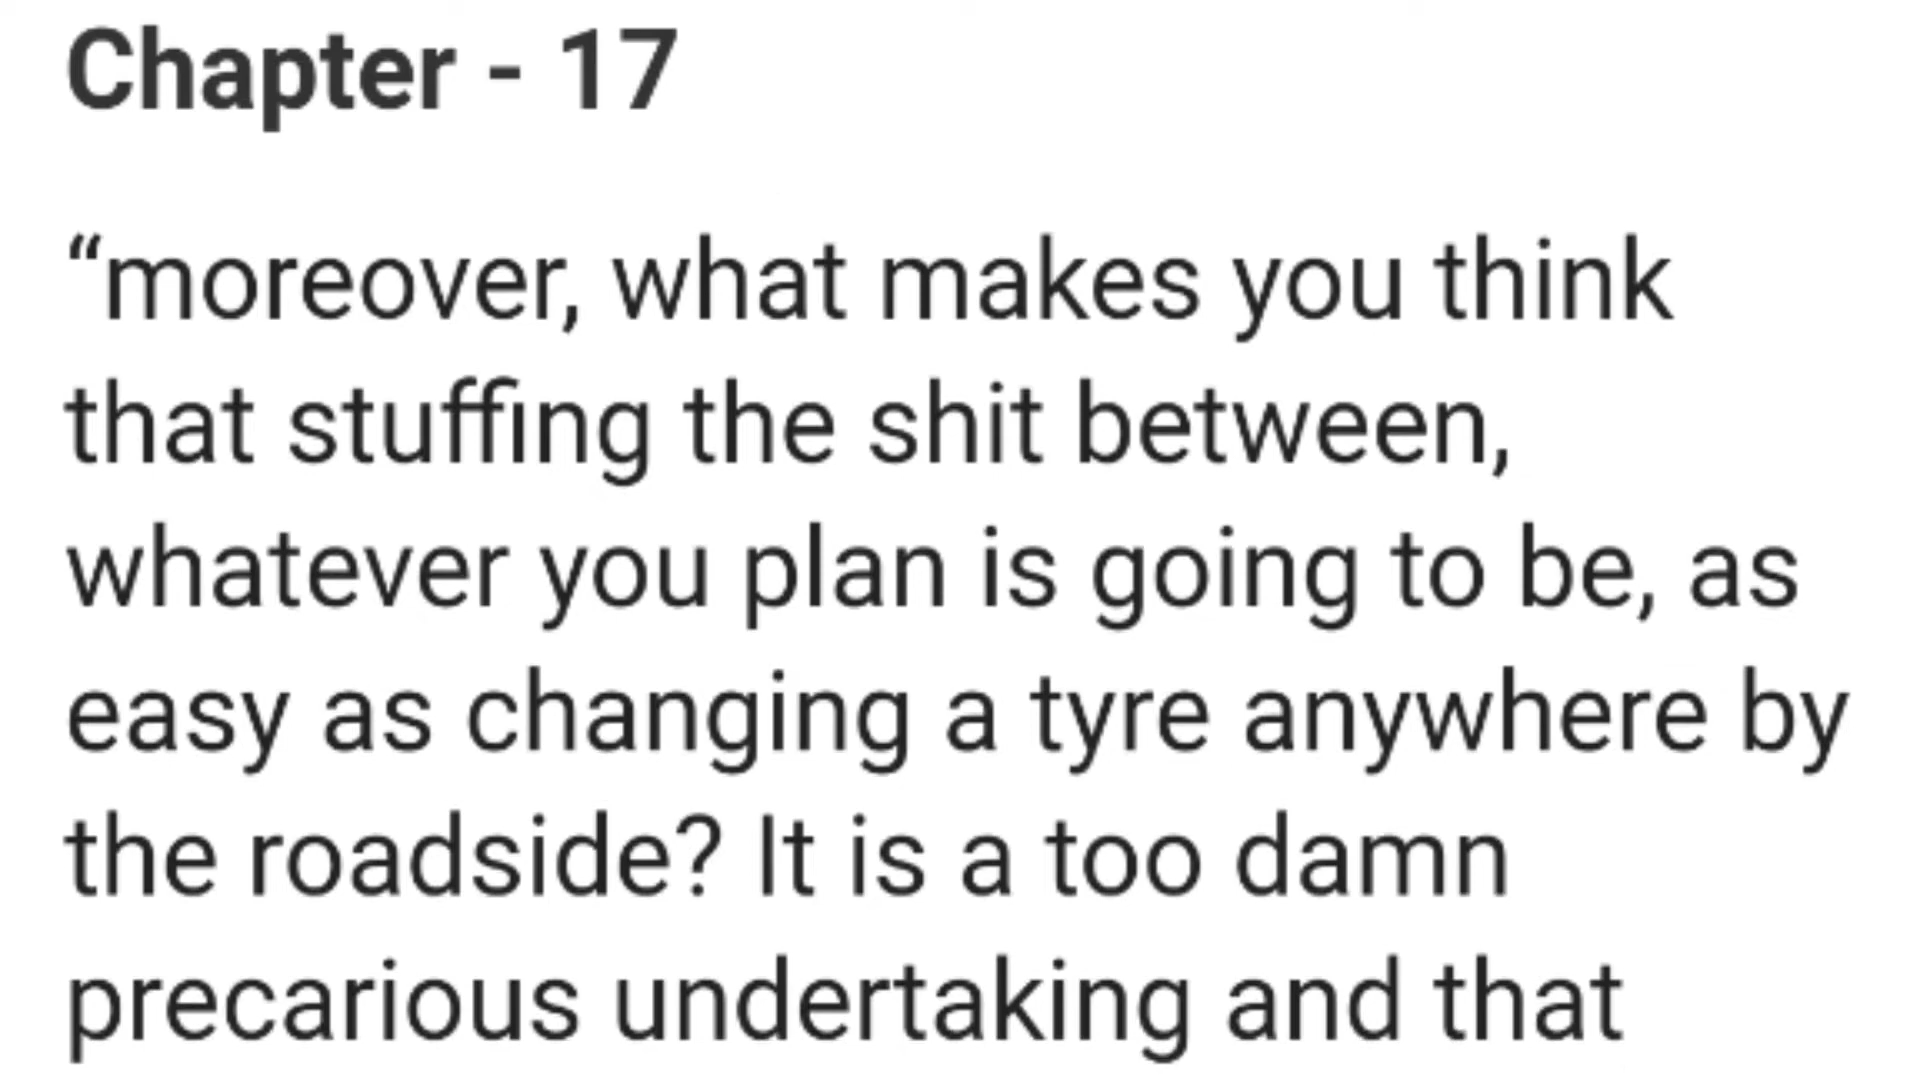 Chapter - 17
“moreover, what makes you think
that stuffing the shit between,
whatever you plan is going to be, as
easy as changing a tyre anywhere by
the roadside? It is a too damn
precarious undertaking and that